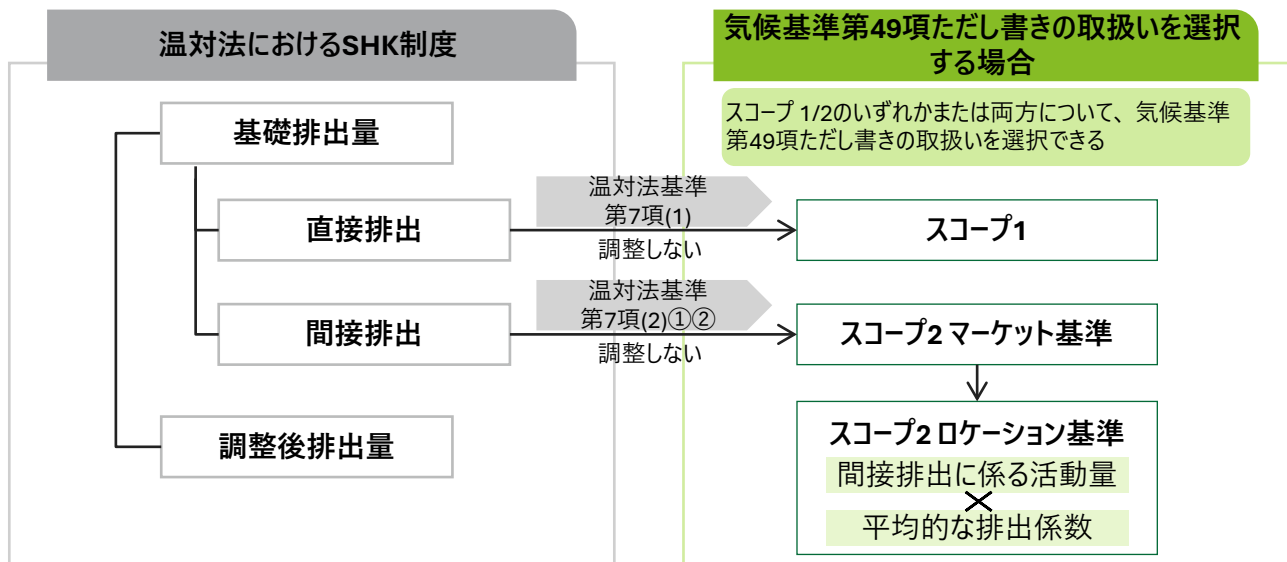 温対法におけるSHK制度
気候基準第49項ただし書きの取扱いを選択
する場合
スコープ 1/2のいずれかまたは両方について、気候基準
第49項ただし書きの取扱いを選択できる
基礎排出量
温対法基準
第7項(1)
直接排出
調整しない
スコープ1
温対法基準
第7項(2)①②
間接排出
調整しない
スコープ2 マーケット基準
調整後排出量
スコープ2 ロケーション基準
間接排出に係る活動量
×
平均的な排出係数